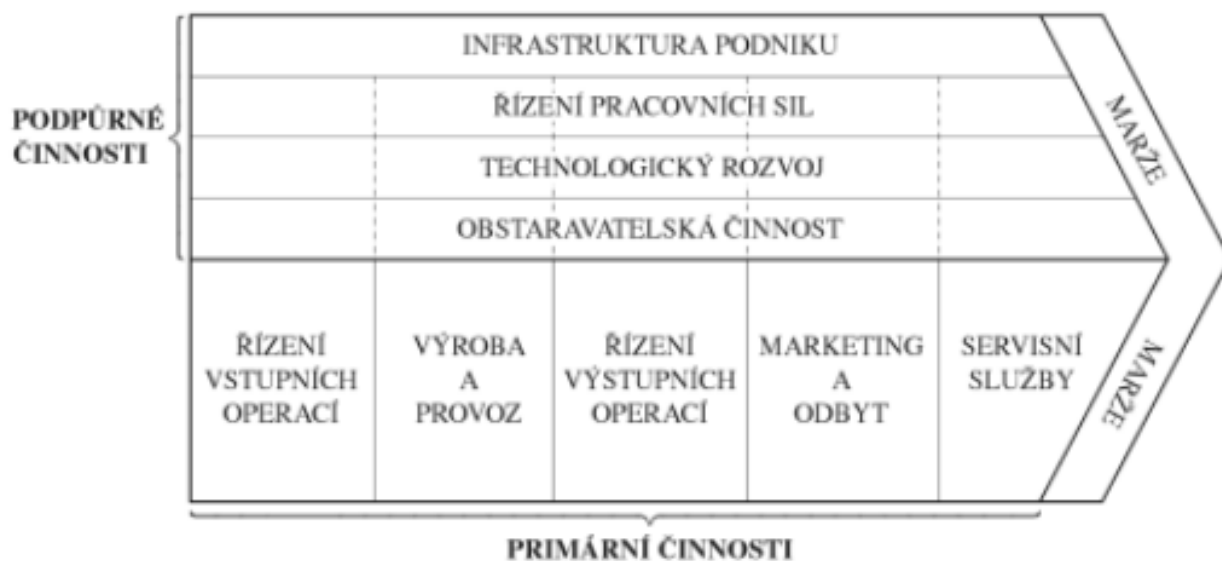 INFRASTRUKTURA PODNIKU
ŘÍZENÍ PRACOVNÍCH SIL
TECHNOLOGICKÝ ROZVOJ
OBSTARAVATELSKÁ ČINNOST
PODPŮRNÉ
ČINNOSTI
MARŽE
ŘÍZENÍ
VSTUPNÍCH
OPERACÍ
VÝROBA
A
PROVOZ
ŘÍZENÍ
VÝSTUPNÍCH
OPERACÍ
MARKETING
A
ODBYT
SERVISNÍ
SLUŽBY
MARŽE
PRIMÁRNÍ ČINNOSTI